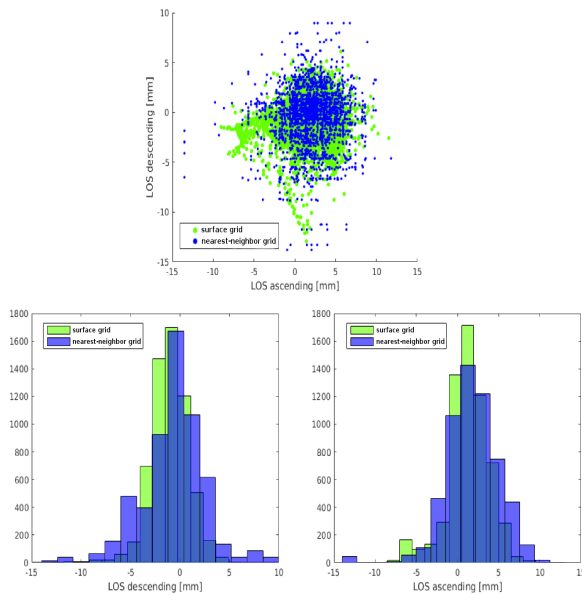 10
5
0
-5
-10
-15
LOS descending [mm]
surface grid
nearest-neighbor grid
-15 -10 -5 0 5 10 15
LOS ascending [mm]
1800
1600
1400
1200
1000
800
600
400
200
0
surface grid
nearest-neighbor grid
-15 -10 -5 0 5 10
LOS descending [mm]
1800
1600
1400
1200
1000
800
600
400
200
0
surface grid
nearest-neighbor grid
-15 -10 -5 0 5 10 15
LOS ascending [mm]